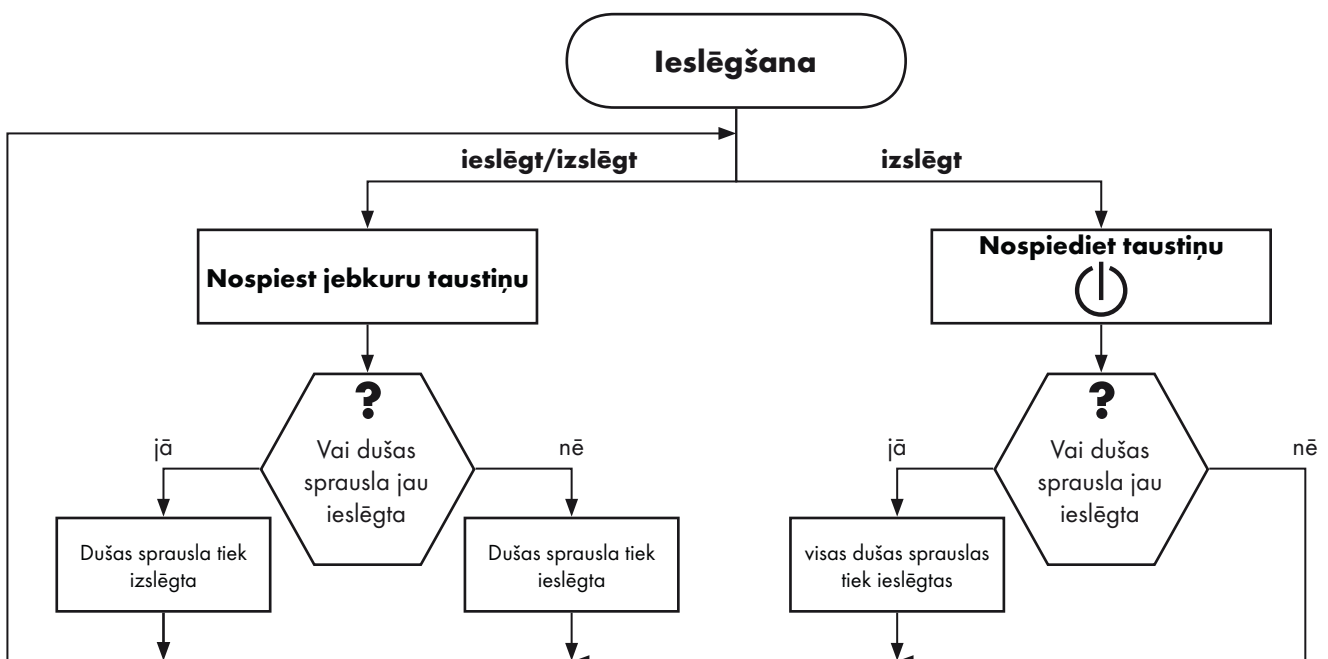 Ieslēgšana
ieslēgt/izslēgt
izslēgt
Nospiest jebkuru taustiņu
Nospiediet taustiņu
?
Vai dušas
sprausla jau
ieslēgta
jā
nē
Dušas sprausla tiek
izslēgta
Dušas sprausla tiek
ieslēgta
?
Vai dušas
sprausla jau
ieslēgta
jā
nē
visas dušas sprauslas
tiek ieslēgtas